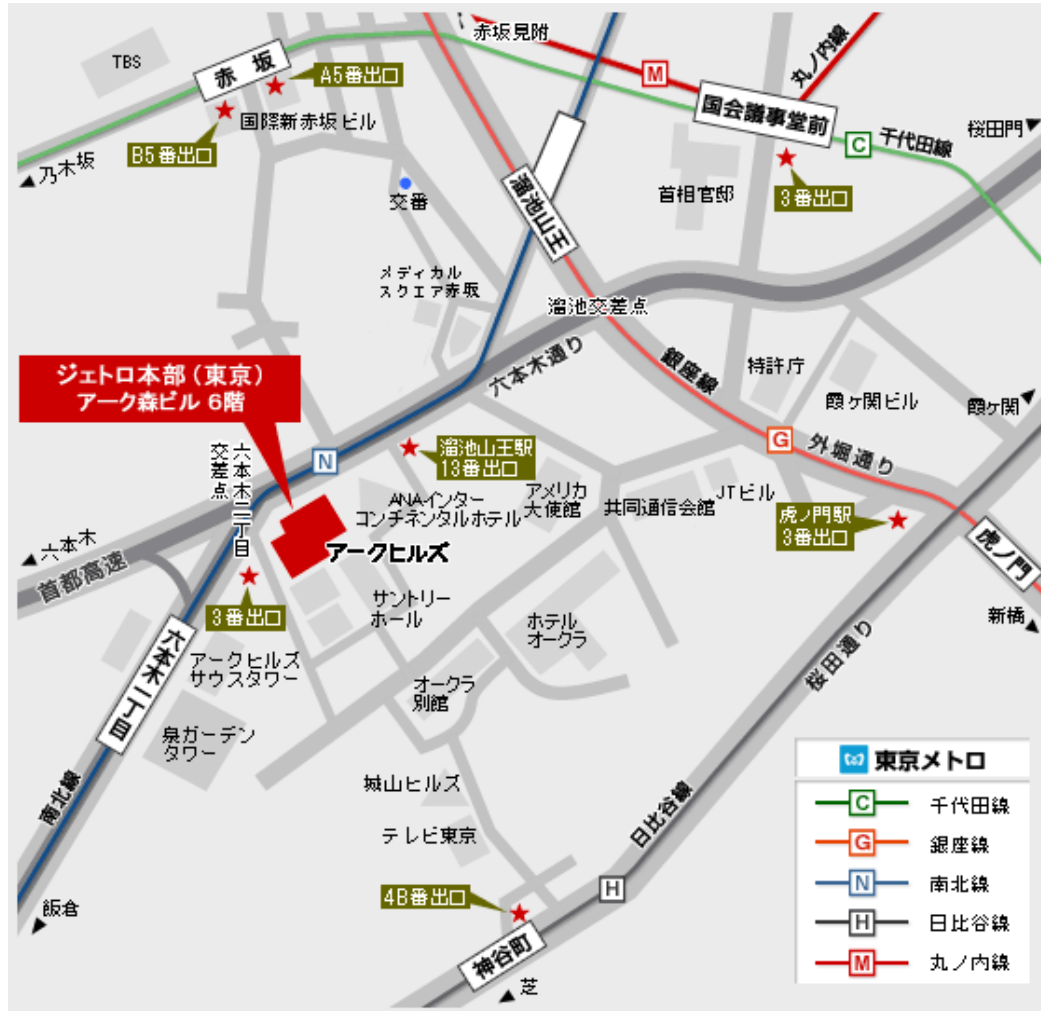 赤坂見附
丸ノ内線
TBS
赤坂
A5番出口
M
国会議事堂前
国際新赤坂ビル
B5番出口
乃木坂
C
千代田線
桜田門
交番
溜池山王
首相官邸
3番出口
メディカル
スクエア赤坂
溜池交差点
六本木通り
銀座線
特許庁
ジェトロ本部（東京）
アーク森ビル 6階
霞ヶ関ビル
霞ヶ関
N
溜池山王駅
13番出口
G
外堀通り
六本木二丁目
交差点
ANAインター
コンチネンタルホテル
アメリカ
大使館
共同通信会館
JTビル
虎ノ門駅
3番出口
六本木
首都高速
アークヒルズ
虎ノ門
3番出口
サントリー
ホール
ホテル
オークラ
新橋
桜田通り
六本木一丁目
アークヒルズ
サウスタワー
オークラ
別館
泉ガーデン
タワー
南北線
城山ヒルズ
日比谷線
テレビ東京
飯倉
4B番出口
H
神谷町
芝
東京メトロ
C 千代田線
G 銀座線
N 南北線
H 日比谷線
M 丸ノ内線